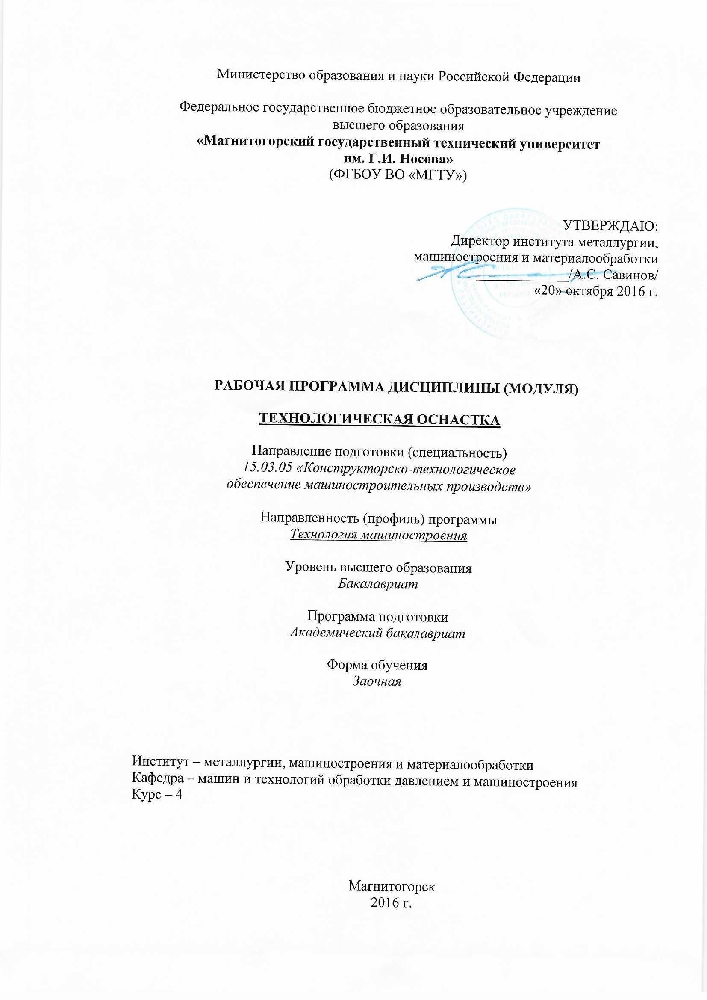 Министерство образования и науки Российской Федерации
Федеральное государственное бюджетное образовательное учреждение
высшего образования
«Магнитогорский государственный технический университет
им. Г.И. Носова»
(ФГБОУ ВО «МГТУ»)
УТВЕРЖДАЮ:
Директор института металлургии,
машиностроения и материалообработки
/А.С. Савинов/
«20» октября 2016 г.
РАБОЧАЯ ПРОГРАММА ДИСЦИПЛИНЫ (МОДУЛЯ)
ТЕХНОЛОГИЧЕСКАЯ ОСНАСТКА
Направление подготовки (специальность)
15.03.05 «Конструкторско-технологическое
обеспечение машиностроительных производств»
Направленность (профиль) программы
Технология машиностроения
Уровень высшего образования
Бакалавриат
Программа подготовки
Академический бакалавриат
Форма обучения
Заочная
Институт – металлургии, машиностроения и материалообработки
Кафедра – машин и технологий обработки давлением и машиностроения
Курс – 4
Магнитогорск
2016 г.